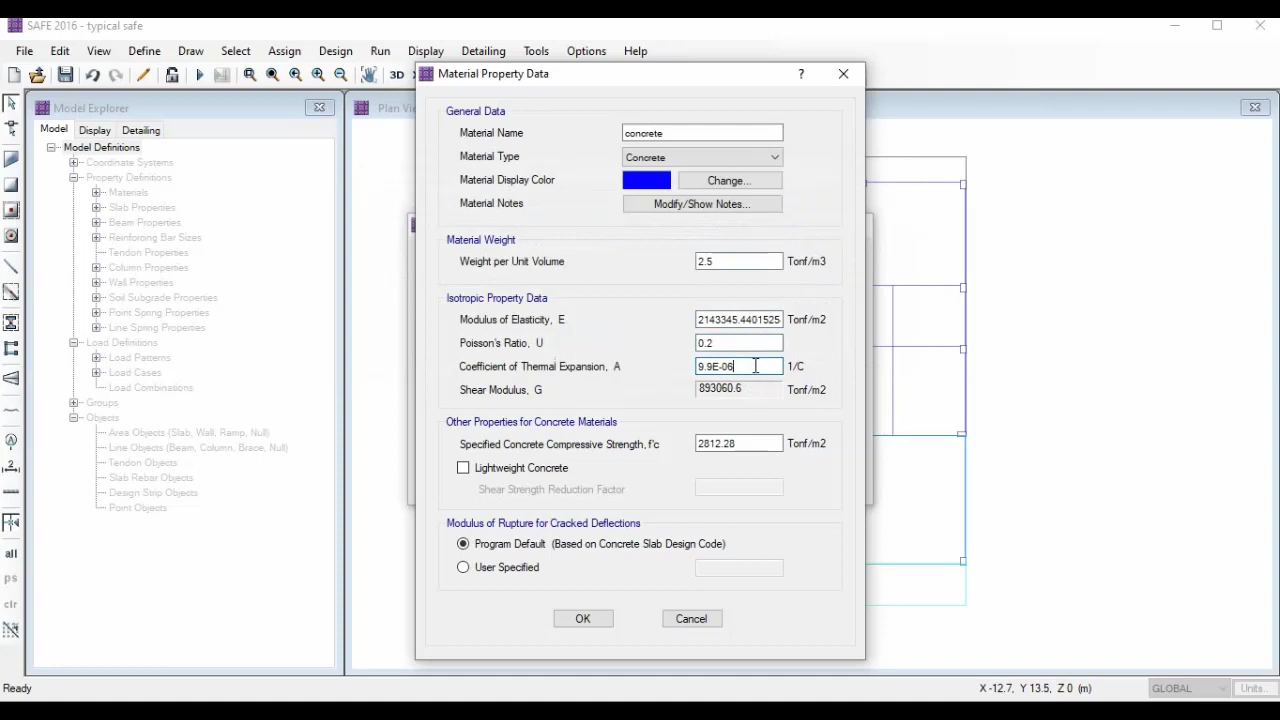 SAFE 2016 - typical safe
File Edit View Define Draw Select Assign Design Run Display Detailing Tools Options Help
3D
Model Explorer
Model Display Detailing
Model Definitions
Coordinate Systems
Property Definitions
Materials
Slab Properties
Beam Properties
Reinforcing Bar Sizes
Tendon Properties
Column Properties
Wall Properties
Soil Subgrade Properties
Point Spring Properties
Line Spring Properties
Load Definitions
Load Patterns
Load Cases
Load Combinations
Groups
Objects
Area Objects (Slab, Wall, Ramp, Null)
Line Objects (Beam, Column, Brace, Null)
Tendon Objects
Slab Rebar Objects
Design Strip Objects
Point Objects
all
ps
clr
Plan Vi
Material Property Data ?
General Data
Material Name concrete
Material Type Concrete
Material Display Color Change...
Material Notes Modify/Show Notes...
Material Weight
Weight per Unit Volume 2.5 Tonf/m3
Isotropic Property Data
Modulus of Elasticity, E 2143345.4401525 Tonf/m2
Poisson's Ratio, U 0.2
Coefficient of Thermal Expansion, A 9.9E-06 1/C
Shear Modulus, G 893060.6 Tonf/m2
Other Properties for Concrete Materials
Specified Concrete Compressive Strength, f'c 2812.28 Tonf/m2
Lightweight Concrete
Shear Strength Reduction Factor
Modulus of Rupture for Cracked Deflections
Program Default (Based on Concrete Slab Design Code)
User Specified
OK Cancel
Ready X -12.7, Y 13.5, Z 0 (m) GLOBAL Units...